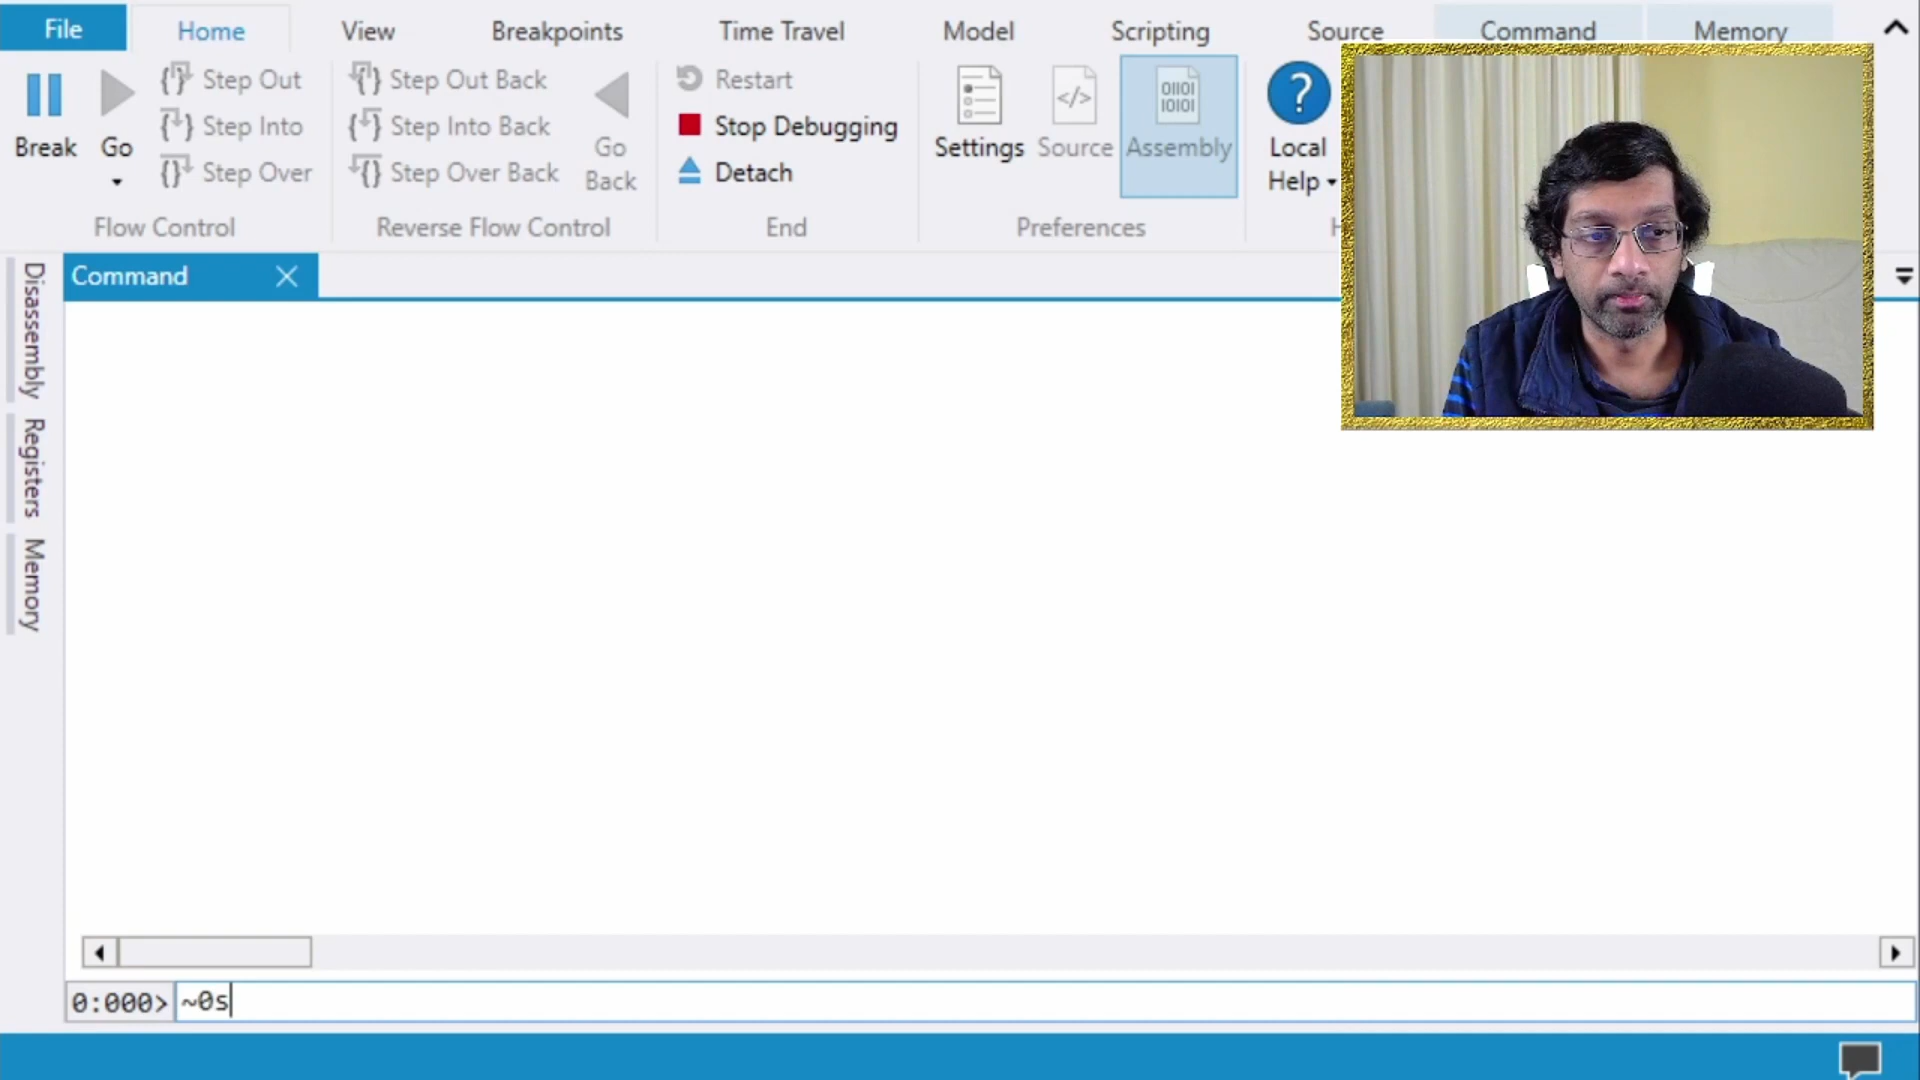 File Home View Breakpoints Time Travel Model Scripting Source Command Memory
Break
Go
Step Out
Step Into
Step Over
Flow Control
Step Out Back
Step Into Back
Step Over Back
Go
Back
Reverse Flow Control
Restart
Stop Debugging
Detach
End
Settings
Source
Assembly
Preferences
Local
Help
Command
Disassembly
Registers
Memory
0:000> ~0s